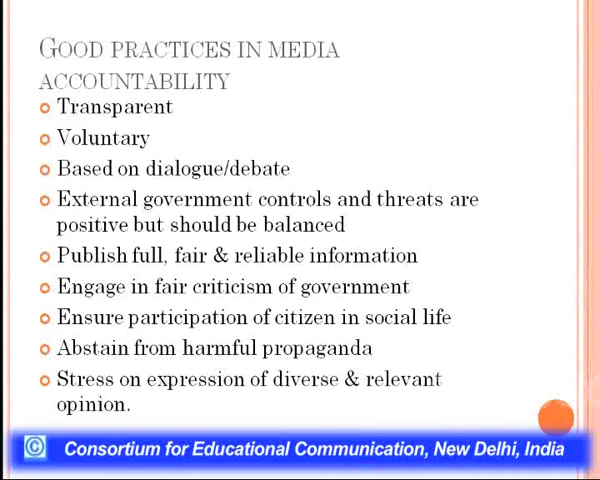 GOOD PRACTICES IN MEDIA
ACCOUNTABILITY
Transparent
Voluntary
Based on dialogue/debate
External government controls and threats are
positive but should be balanced
Publish full, fair & reliable information
Engage in fair criticism of government
Ensure participation of citizen in social life
Abstain from harmful propaganda
Stress on expression of diverse & relevant
opinion.
© Consortium for Educational Communication, New Delhi, India